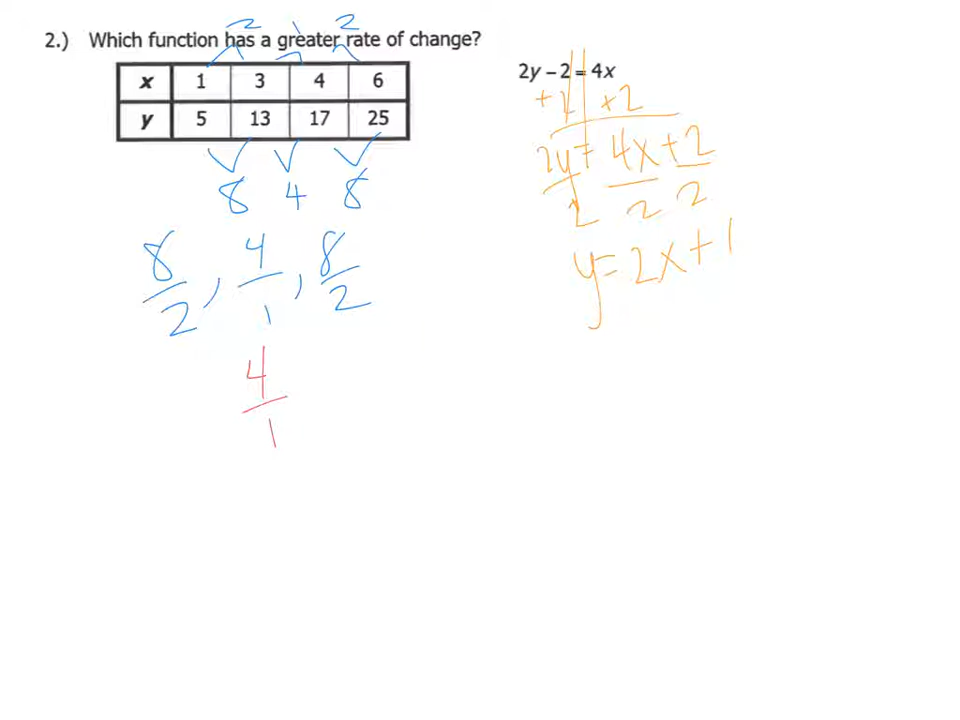 2
1
2
2.) Which function has a greater rate of change?
x 1 3 4 6
y 5 13 17 25
8 4 8
8/2, 4/1, 8/2
4/1
2y – 2 = 4x
+2 +2
2y = 4x + 2
2 2 2
y = 2x + 1